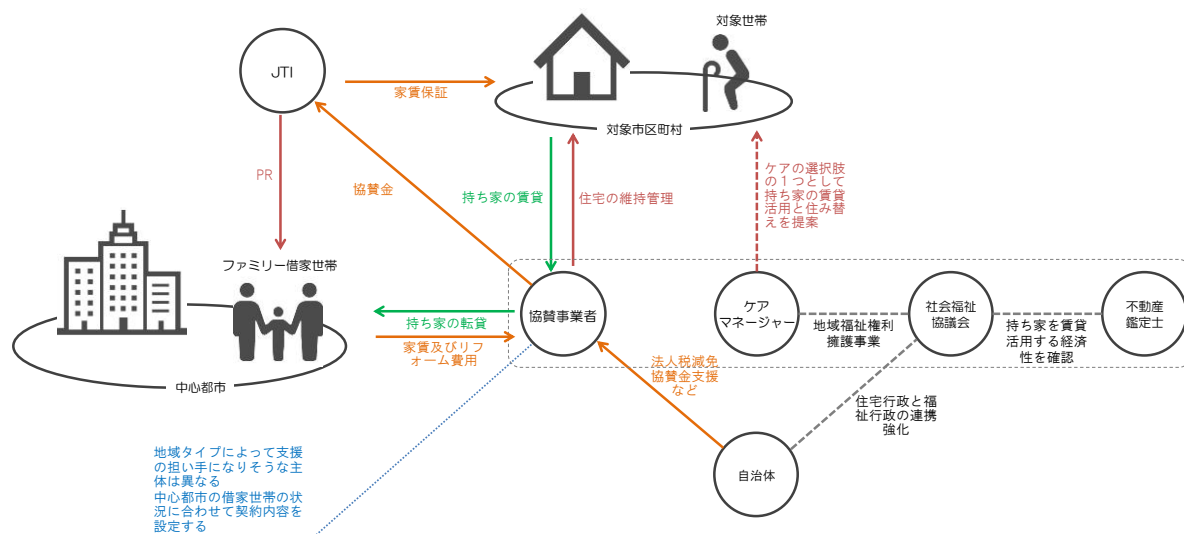 対象世帯
JTI
家賃保証
対象市区町村
PR
協賛金
持ち家の賃貸
住宅の維持管理
ケアの選択肢
の１つとして
持ち家の賃貸
活用と住み替
えを提案
ファミリー借家世帯
協賛事業者
ケア
マネージャー
社会福祉
協議会
不動産
鑑定士
持ち家の転貸
地域福祉権利
擁護事業
持ち家を賃貸
活用する経済
性を確認
家賃及びリフ
ォーム費用
中心都市
法人税減免
協賛金支援
など
住宅行政と福
祉行政の連携
強化
地域タイプによって支援
の担い手になりそうな主
体は異なる
中心都市の借家世帯の状
況に合わせて契約内容を
設定する
自治体